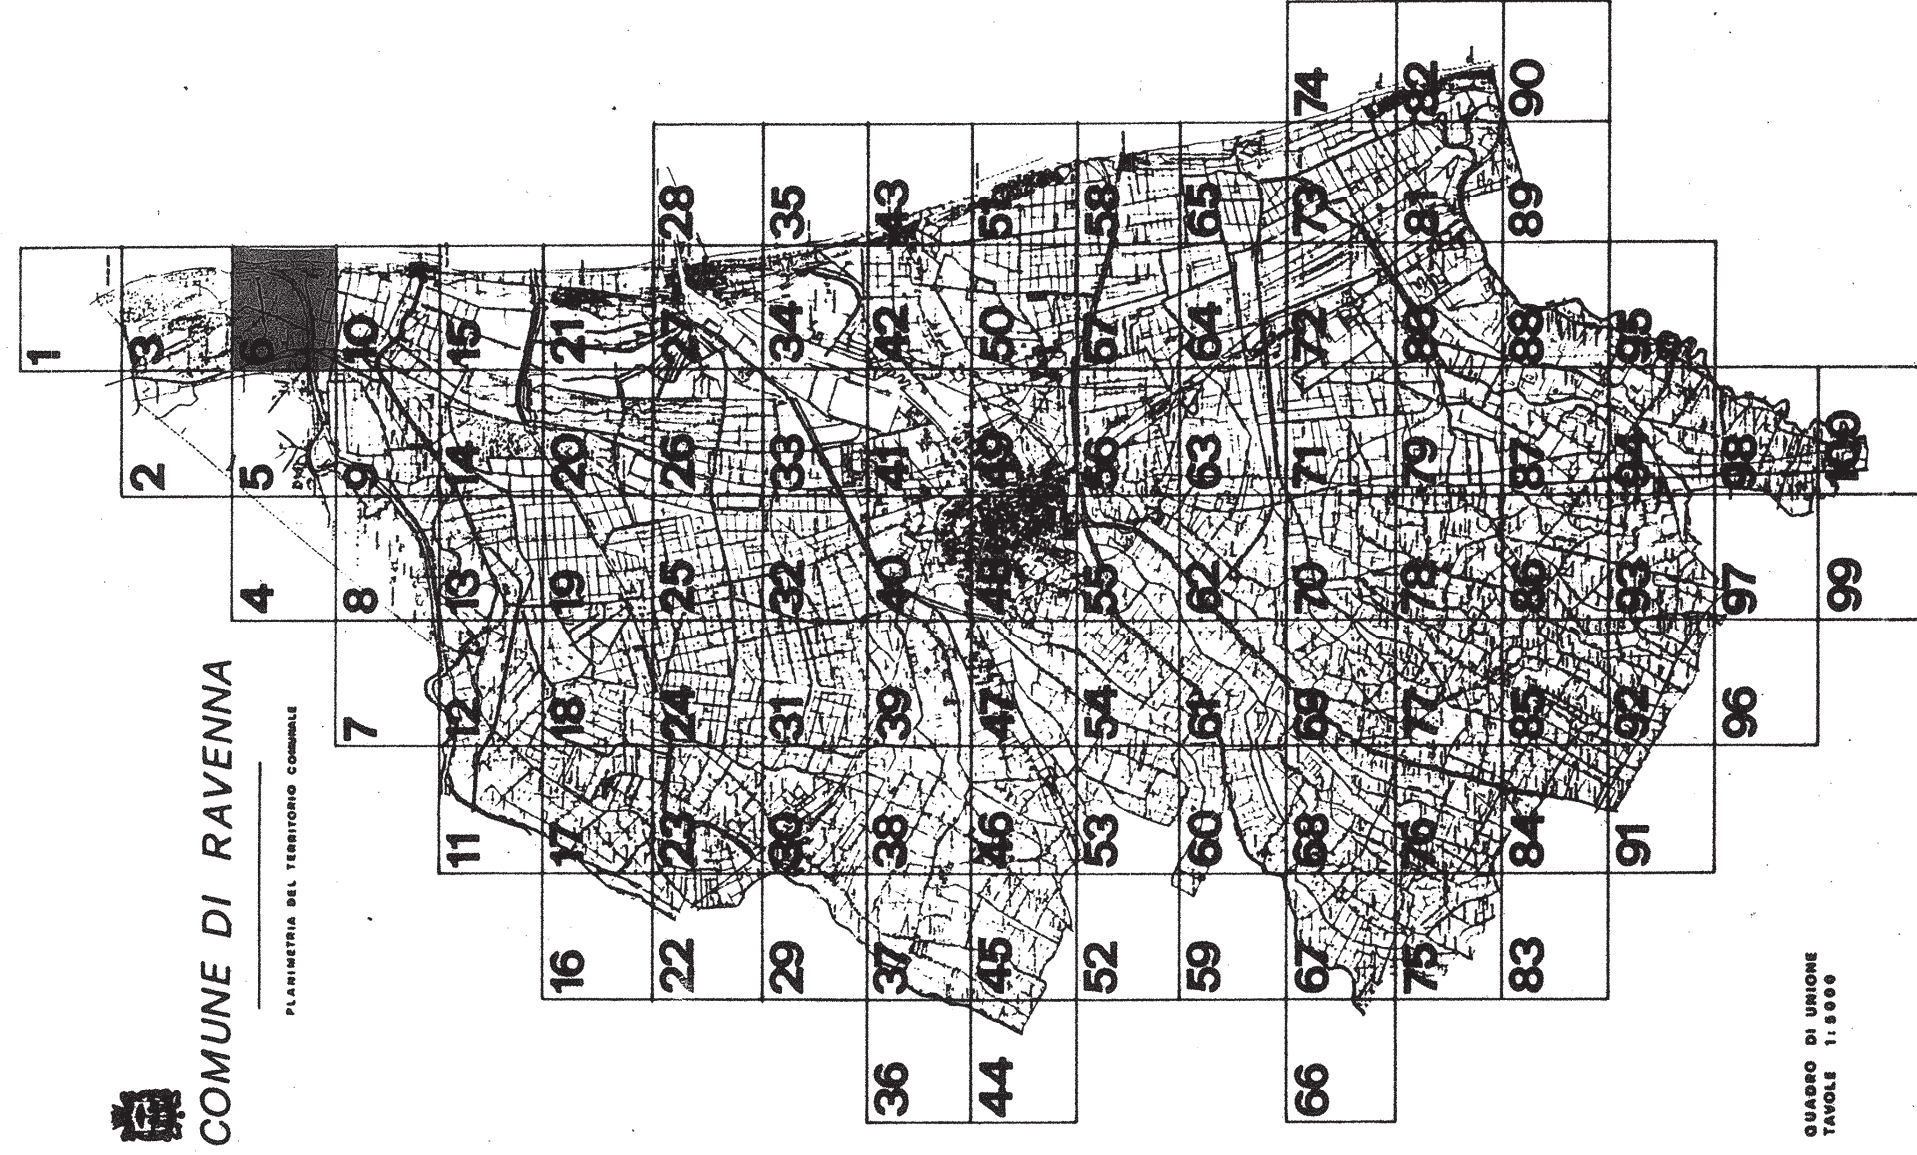 COMUNE DI RAVENNA
PLANIMETRIA DEL TERRITORIO COMUNALE
1
2 3
4 5 6
7 8 9 10
11 12 13 14 15
16 17 18 19 20 21
22 23 24 25 26 27 28
29 30 31 32 33 34 35
36 37 38 39 40 41 42 43
44 45 46 47 48 49 50 51
52 53 54 55 56 57 58
59 60 61 62 63 64 65
66 67 68 69 70 71 72 73 74
75 76 77 78 79 80 81 82
83 84 85 86 87 88 89 90
91 92 93 94 95
96 97 98
99 100
QUADRO DI UNIONE
TAVOLE 1:5000